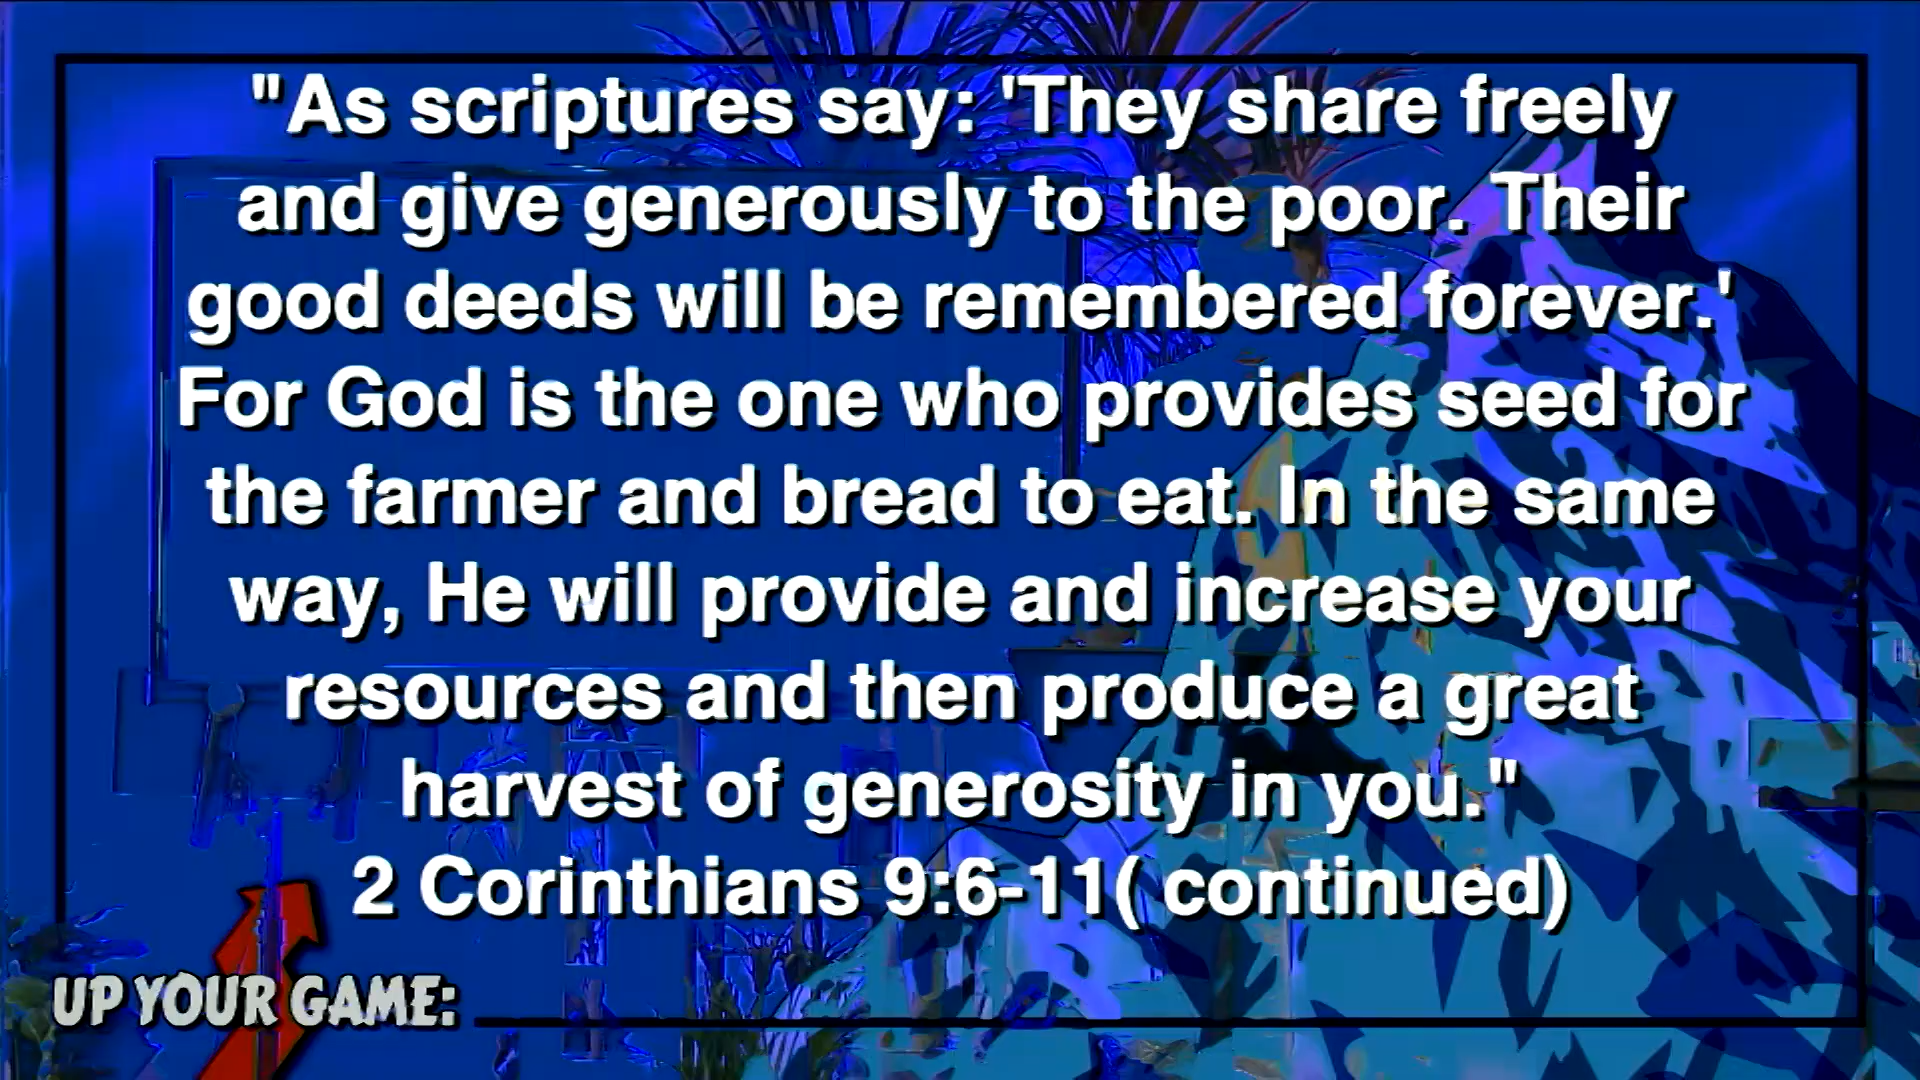 "As scriptures say: 'They share freely
and give generously to the poor. Their
good deeds will be remembered forever.'
For God is the one who provides seed for
the farmer and bread to eat. In the same
way, He will provide and increase your
resources and then produce a great
harvest of generosity in you."
2 Corinthians 9:6-11( continued)
UP YOUR GAME: